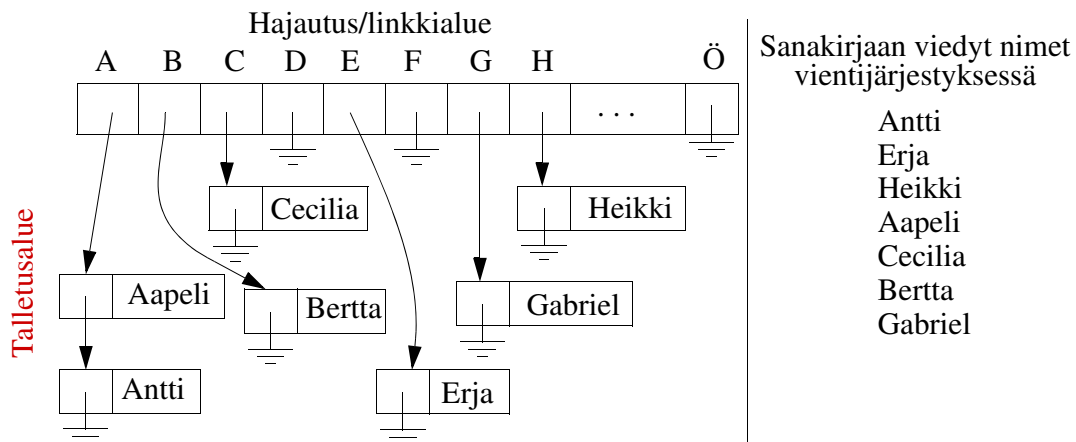 Hajautus/linkkialue
A B C D E F G H Ö
. . .
Cecilia
Heikki
Talletusalue
Aapeli
Bertta
Gabriel
Antti
Erja
Sanakirjaan viedyt nimet
vientijärjestyksessä
Antti
Erja
Heikki
Aapeli
Cecilia
Bertta
Gabriel